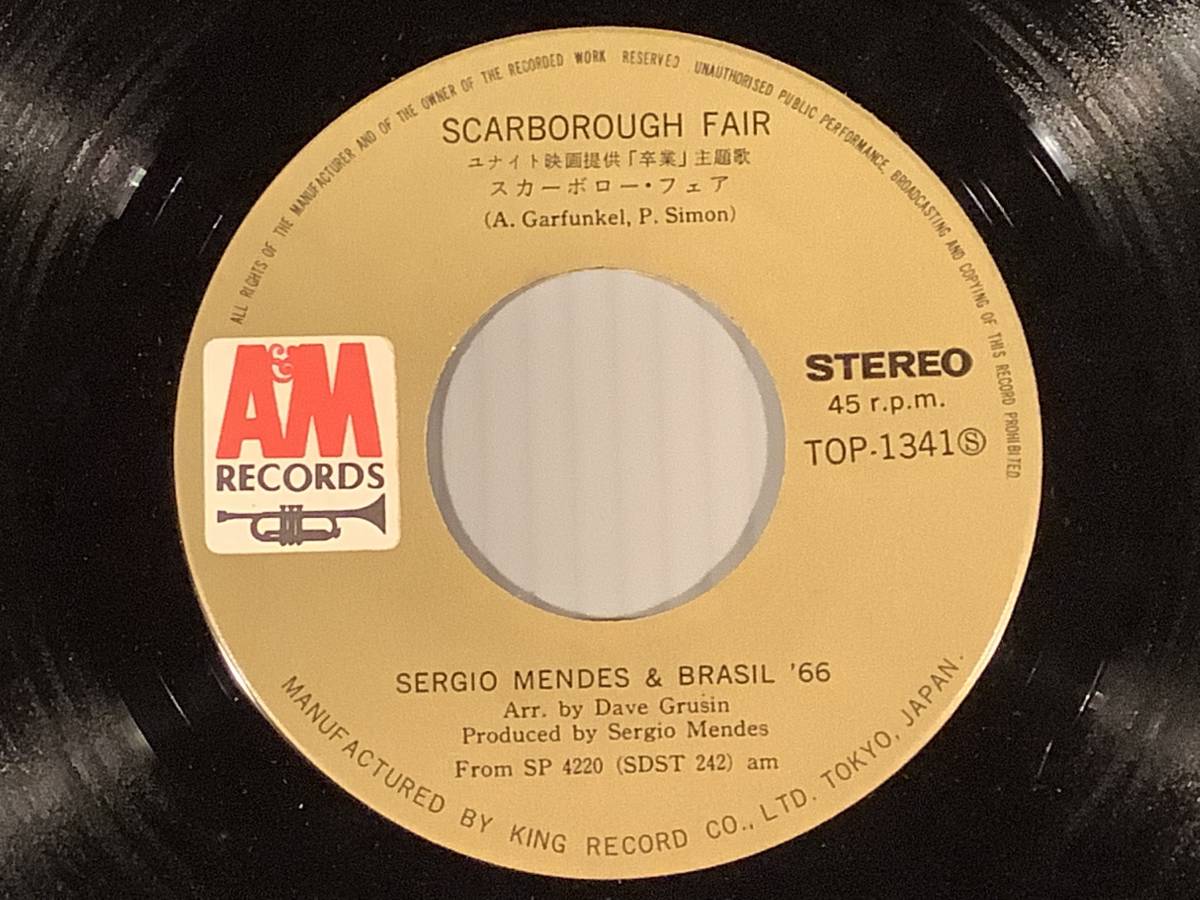 ALL RIGHTS OF THE MANUFACTURER AND OF THE OWNER OF THE RECORDED WORK RESERVED. UNAUTHORISED PUBLIC PERFORMANCE, BROADCASTING AND COPYING OF THIS RECORD PROHIBITED.
SCARBOROUGH FAIR
ユナイト映画提供「卒業」主題歌
スカーボロー・フェア
(A. Garfunkel, P. Simon)
A&M
RECORDS
STEREO
45 r.p.m.
TOP-1341Ⓢ
SERGIO MENDES & BRASIL '66
Arr. by Dave Grusin
Produced by Sergio Mendes
From SP 4220 (SDST 242) am
MANUFACTURED BY KING RECORD CO., LTD. TOKYO, JAPAN.